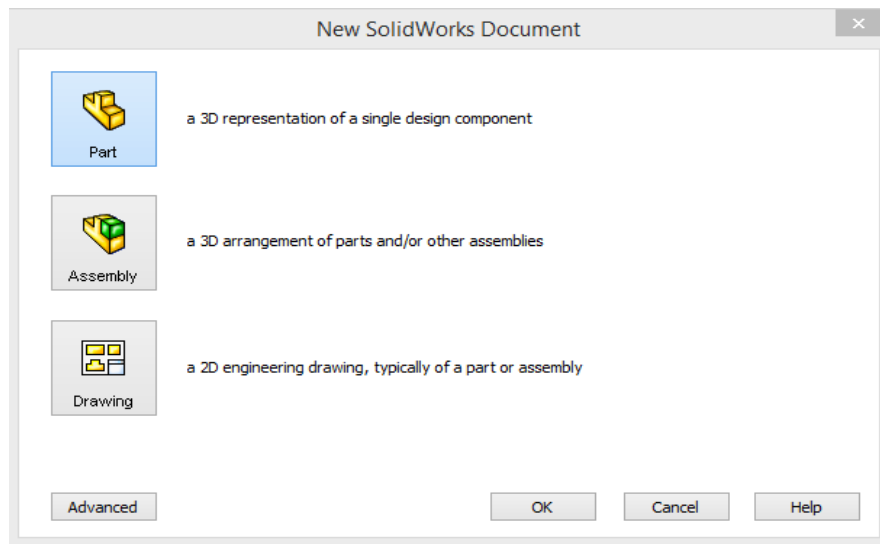 New SolidWorks Document
Part
a 3D representation of a single design component
Assembly
a 3D arrangement of parts and/or other assemblies
Drawing
a 2D engineering drawing, typically of a part or assembly
Advanced
OK
Cancel
Help